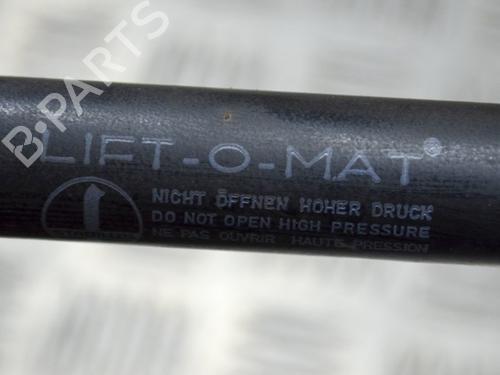 B-PARTS
LIFT-O-MAT®
NICHT ÖFFNEN HOHER DRUCK
DO NOT OPEN HIGH PRESSURE
NE PAS OUVRIR HAUTE PRESSION